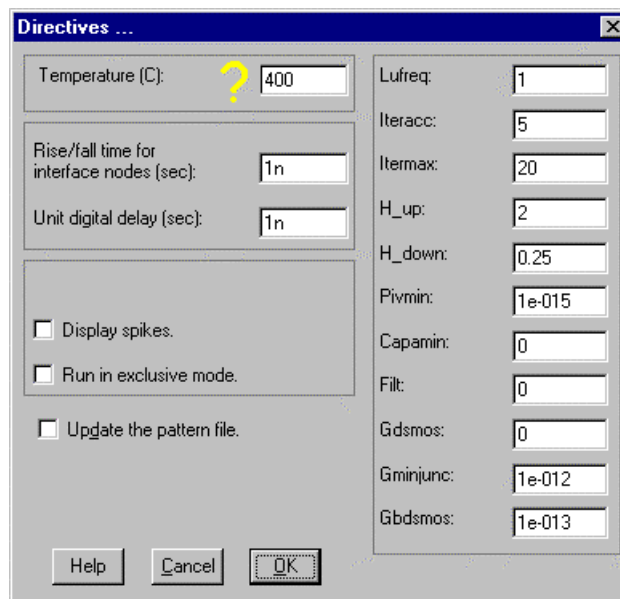 Directives ...
Temperature (C): ? 400
Rise/fall time for
interface nodes (sec): 1n
Unit digital delay (sec): 1n
Display spikes.
Run in exclusive mode.
Update the pattern file.
Help Cancel OK
Lufreq: 1
Iteracc: 5
Itermax: 20
H_up: 2
H_down: 0.25
Pivmin: 1e-015
Capamin: 0
Filt: 0
Gdsmos: 0
Gminjunc: 1e-012
Gbdsmos: 1e-013